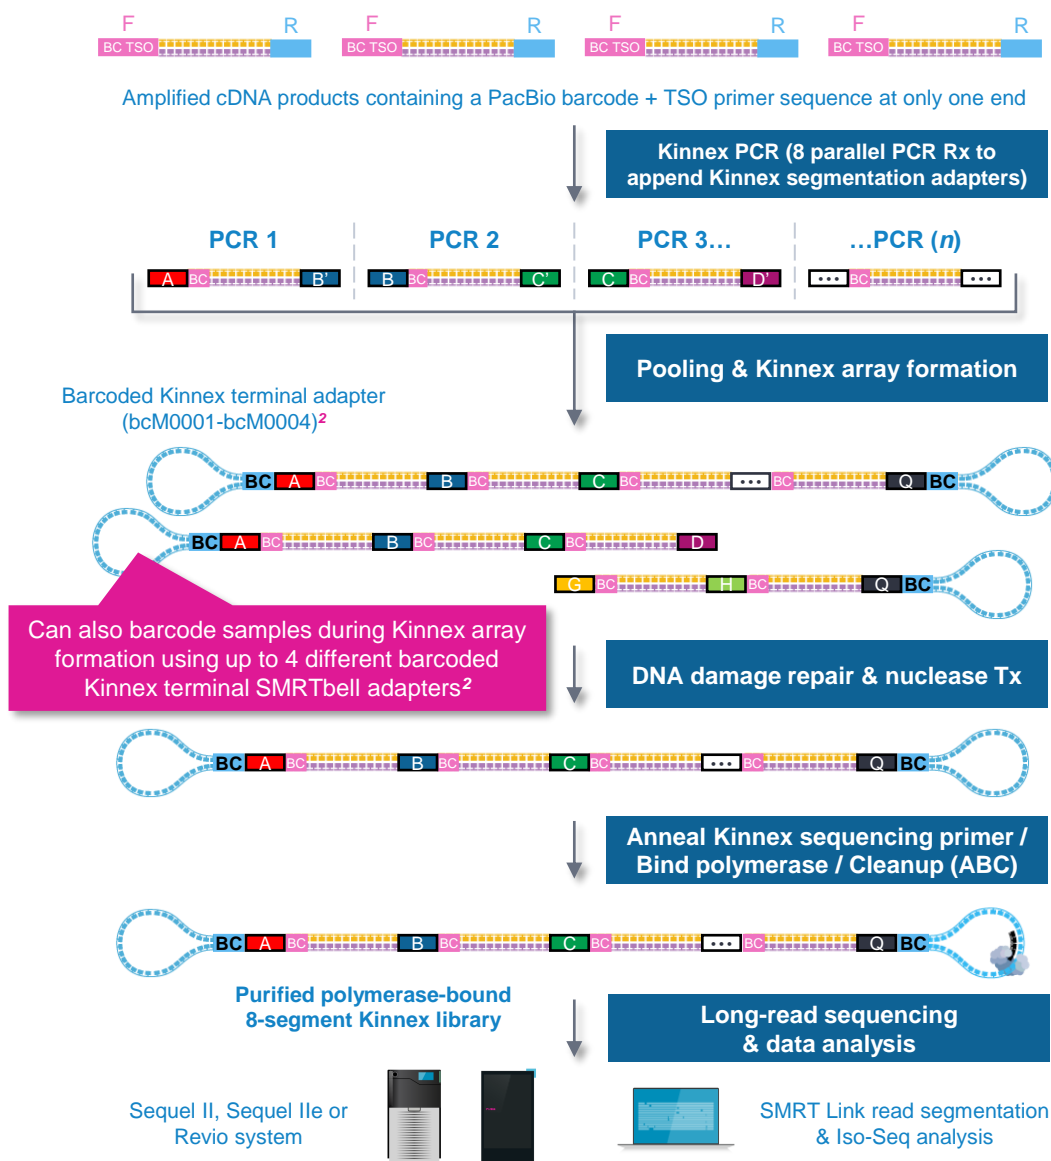 F R F R F R F R
BC TSO BC TSO BC TSO BC TSO
Amplified cDNA products containing a PacBio barcode + TSO primer sequence at only one end
Kinnex PCR (8 parallel PCR Rx to
append Kinnex segmentation adapters)
PCR 1 PCR 2 PCR 3... ...PCR (n)
A BC B' B BC C' C BC D' ... BC ...
Pooling & Kinnex array formation
Barcoded Kinnex terminal adapter
(bcM0001-bcM0004)2
BC A BC B BC C BC ... BC Q BC
BC A BC B BC C BC D
G BC H BC Q BC
Can also barcode samples during Kinnex array
formation using up to 4 different barcoded
Kinnex terminal SMRTbell adapters2
DNA damage repair & nuclease Tx
BC A BC B BC C BC ... BC Q BC
Anneal Kinnex sequencing primer /
Bind polymerase / Cleanup (ABC)
BC A BC B BC C BC ... BC Q BC
Purified polymerase-bound
8-segment Kinnex library
Long-read sequencing
& data analysis
Sequel II, Sequel IIe or
Revio system
SMRT Link read segmentation
& Iso-Seq analysis